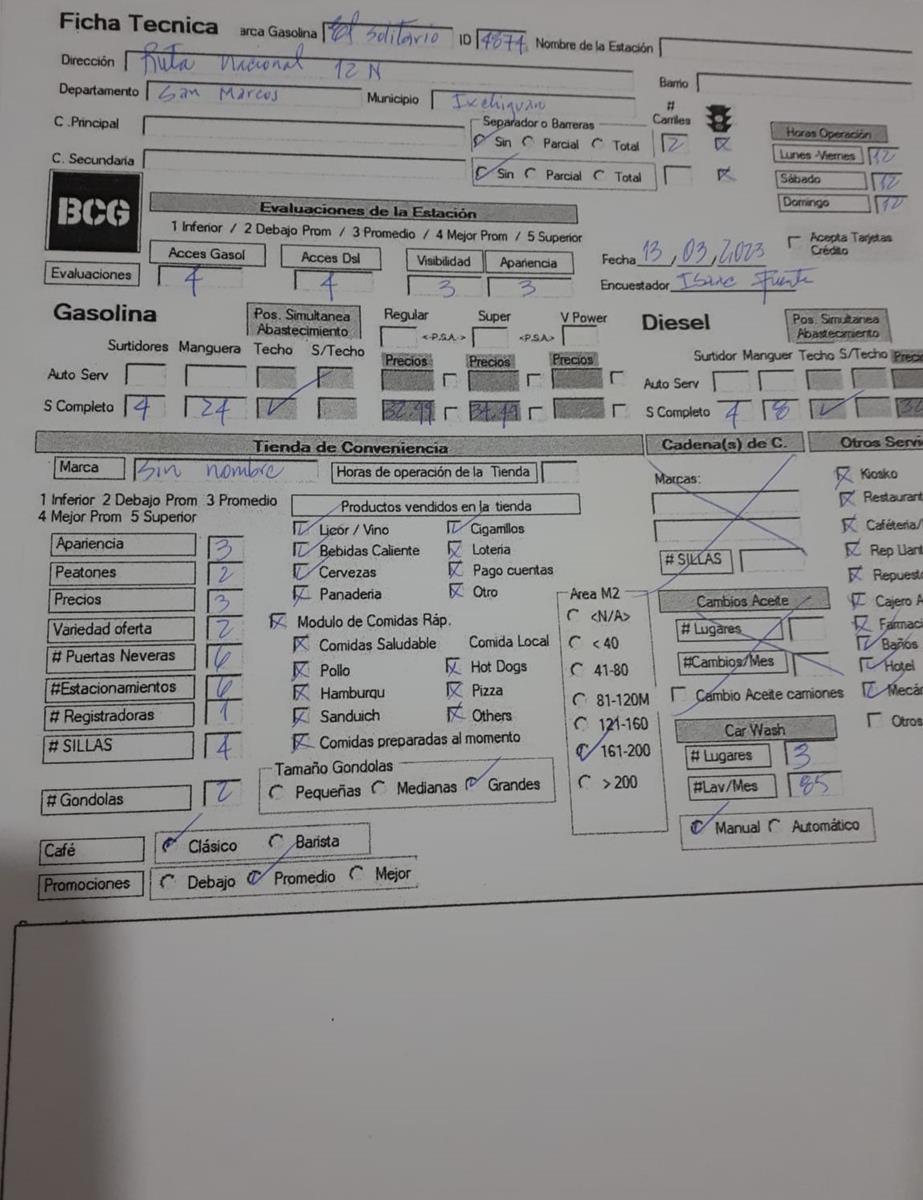 Ficha Tecnica arca Gasolina El Solitario ID 4874 Nombre de la Estación
Dirección Ruta Nacional 12 N
Barrio
Departamento San Marcos Municipio Ixchiguan
# Carriles
C .Principal
Separador o Barreras
Sin Parcial Total 2
Horas Operación
Lunes -Viernes 12
C. Secundaria
Sin Parcial Total
Sábado 12
Domingo 12
BCG
Evaluaciones de la Estación
1 Inferior / 2 Debajo Prom / 3 Promedio / 4 Mejor Prom / 5 Superior
Acepta Tarjetas Crédito
Acces Gasol Acces Dsl Visibilidad Apariencia
Fecha 13, 03, 2023
Evaluaciones 4 4 3 3
Encuestador Isaac
Gasolina
Pos. Simultanea Abastecimiento
Regular Super V Power
<-P.S.A.-> <-P.S.A->
Diesel
Pos. Simultanea Abastecimiento
Surtidores Manguera Techo S/Techo Precios Precios Precios
Surtidor Manguer Techo S/Techo Preci
Auto Serv
Auto Serv
S Completo 4 24 32.49 34.49
S Completo 4 8
Tienda de Conveniencia
Cadena(s) de C.
Otros Servi
Marca Sin nombre Horas de operación de la Tienda
Marcas:
Kiosko
1 Inferior 2 Debajo Prom 3 Promedio
4 Mejor Prom 5 Superior
Productos vendidos en la tienda
Restaurant
Licor / Vino Cigarrillos
Cafétería/
Apariencia 3
Bebidas Caliente Loteria
# SILLAS
Rep Llant
Peatones 2
Cervezas Pago cuentas
Repuesto
Precios 3
Panaderia Otro
Area M2
Cambios Aceite
Cajero A
Variedad oferta 2
Modulo de Comidas Ráp.
<N/A>
# Lugares
Farmaci
# Puertas Neveras 6
Comidas Saludable Comida Local
< 40
Baños
#Estacionamientos 6
Pollo Hot Dogs
41-80
#Cambios/Mes
Hotel
# Registradoras 1
Hamburqu Pizza
81-120M
Cambio Aceite camiones
Mecán
Sanduich Others
121-160
Otros
# SILLAS 4
Comidas preparadas al momento
161-200
Car Wash
# Lugares 3
Tamaño Gondolas
> 200
# Gondolas 2
Pequeñas Medianas Grandes
#Lav/Mes 85
Manual Automático
Café Clásico Barista
Promociones Debajo Promedio Mejor